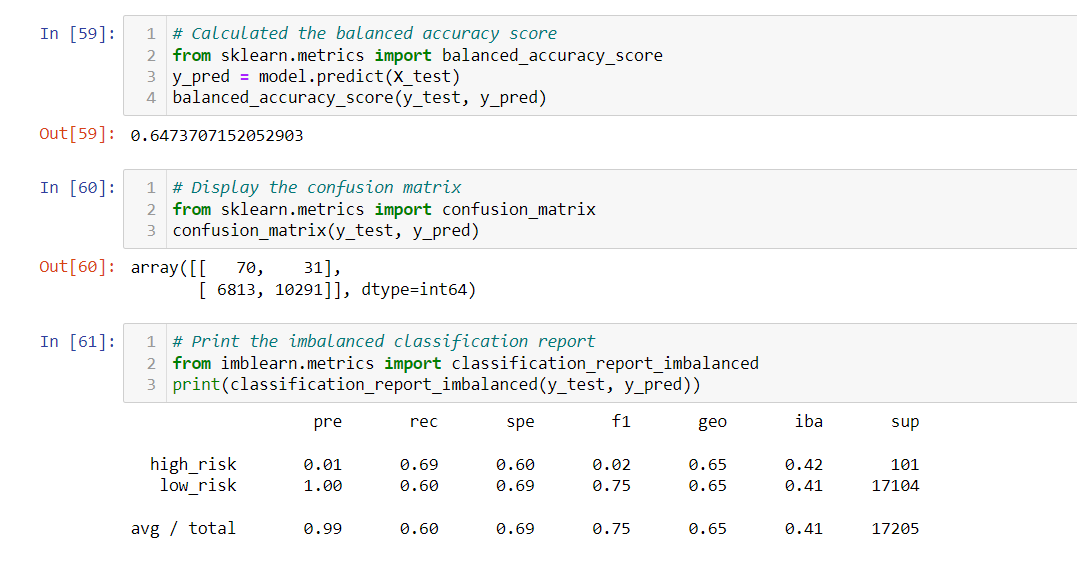 In [59]:
1 # Calculated the balanced accuracy score
2 from sklearn.metrics import balanced_accuracy_score
3 y_pred = model.predict(X_test)
4 balanced_accuracy_score(y_test, y_pred)
Out[59]: 0.6473707152052903
In [60]:
1 # Display the confusion matrix
2 from sklearn.metrics import confusion_matrix
3 confusion_matrix(y_test, y_pred)
Out[60]: array([[   70,    31],
       [ 6813, 10291]], dtype=int64)
In [61]:
1 # Print the imbalanced classification report
2 from imblearn.metrics import classification_report_imbalanced
3 print(classification_report_imbalanced(y_test, y_pred))
pre rec spe f1 geo iba sup
high_risk 0.01 0.69 0.60 0.02 0.65 0.42 101
low_risk 1.00 0.60 0.69 0.75 0.65 0.41 17104
avg / total 0.99 0.60 0.69 0.75 0.65 0.41 17205